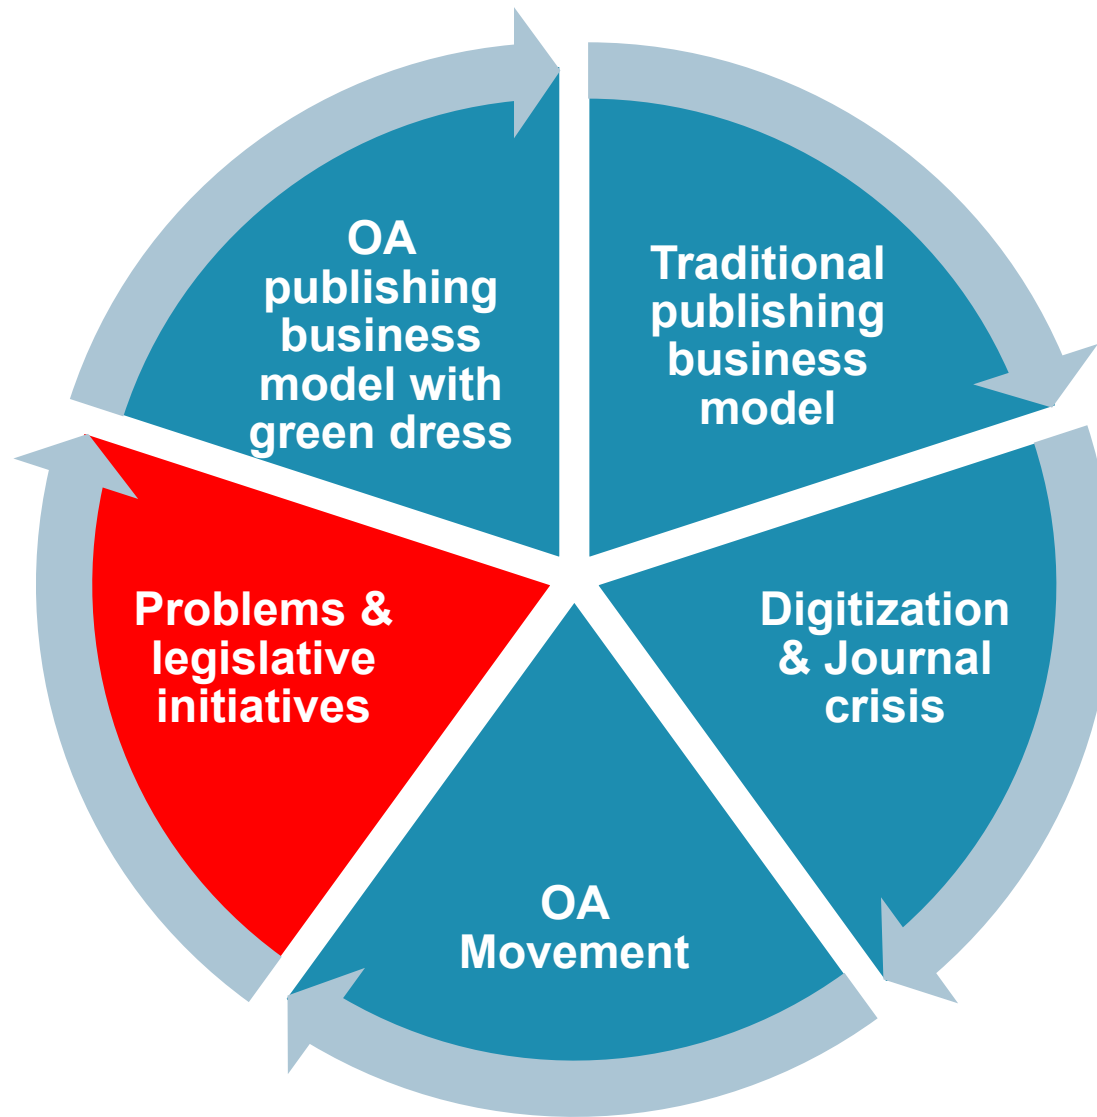 OA
publishing
business
model with
green dress
Traditional
publishing
business
model
Problems &
legislative
initiatives
Digitization
& Journal
crisis
OA
Movement